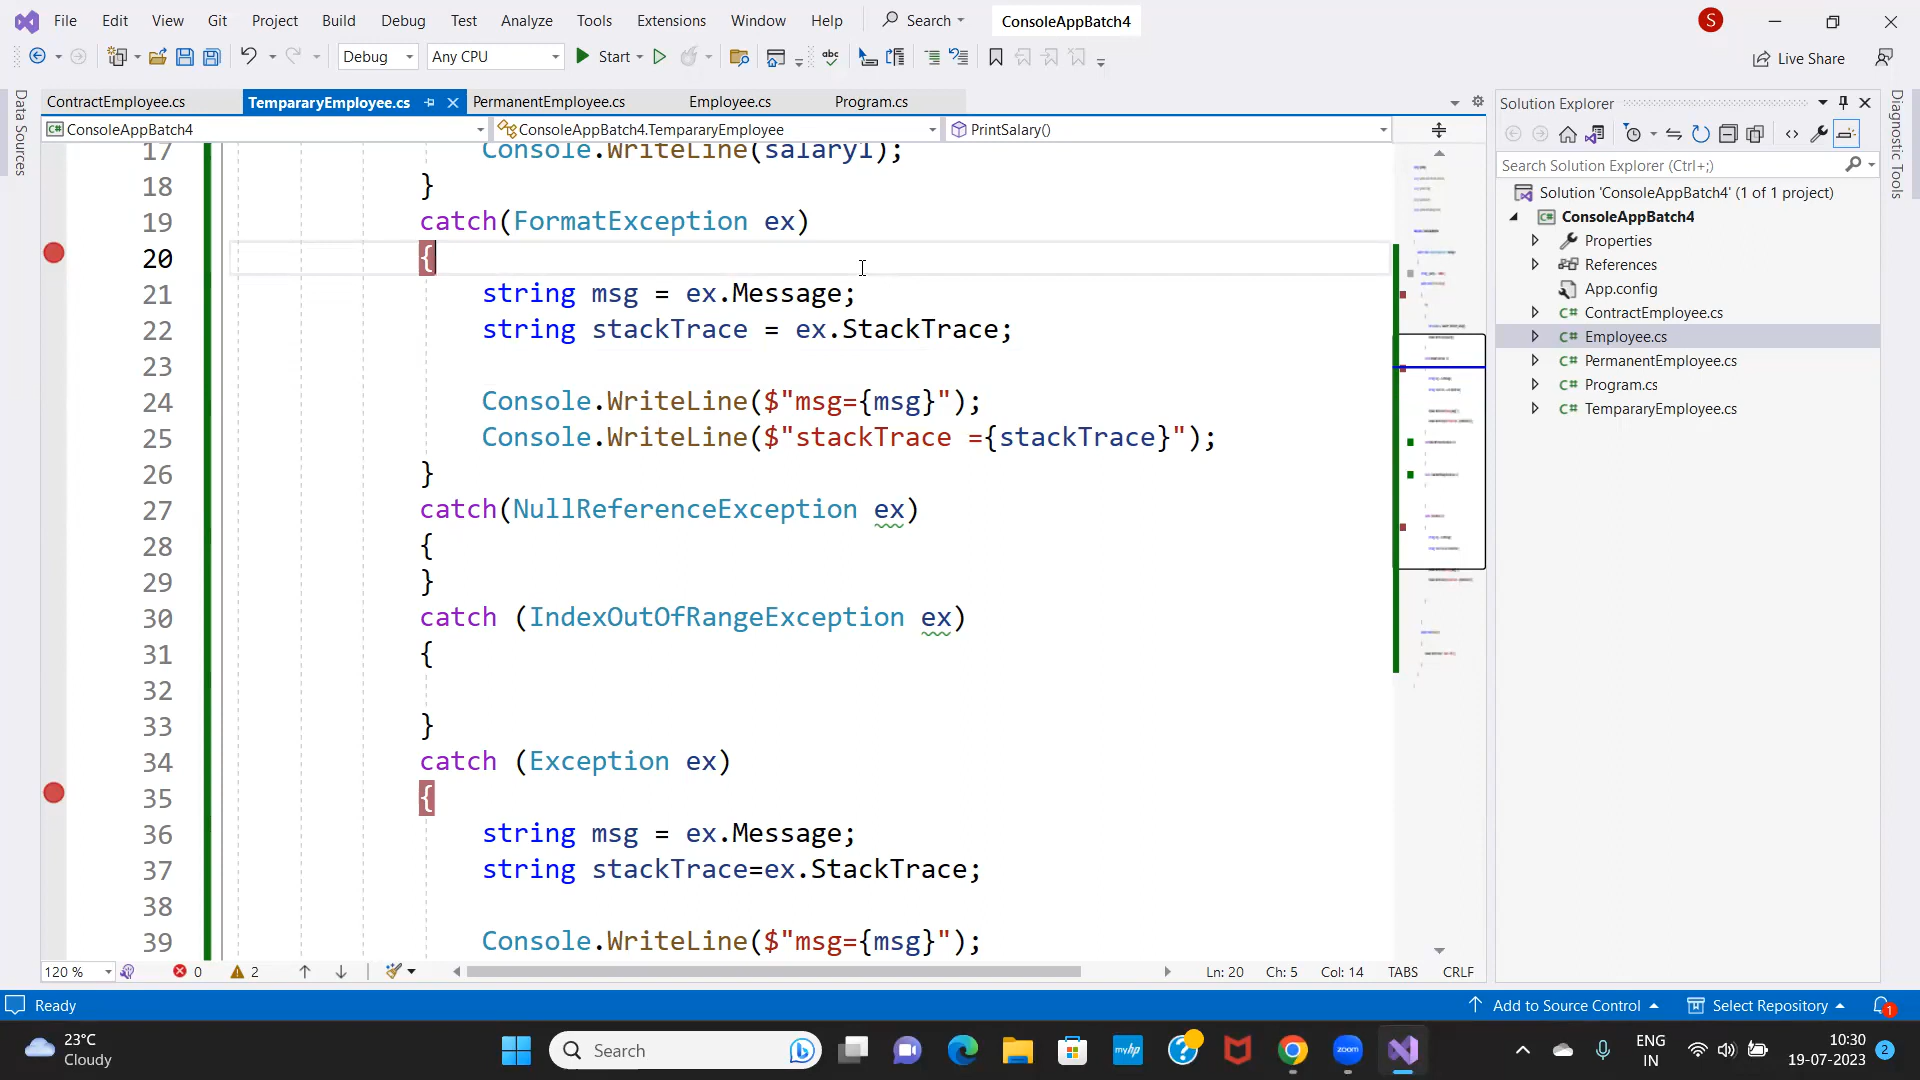 File Edit View Git Project Build Debug Test Analyze Tools Extensions Window Help Search ConsoleAppBatch4 S
Debug Any CPU Start Live Share
ContractEmployee.cs TempararyEmployee.cs PermanentEmployee.cs Employee.cs Program.cs
ConsoleAppBatch4 ConsoleAppBatch4.TempararyEmployee PrintSalary()
Data Sources
17 Console.WriteLine(salary1);
18 }
19 catch(FormatException ex)
20 {
21 string msg = ex.Message;
22 string stackTrace = ex.StackTrace;
23
24 Console.WriteLine($"msg={msg}");
25 Console.WriteLine($"stackTrace ={stackTrace}");
26 }
27 catch(NullReferenceException ex)
28 {
29 }
30 catch (IndexOutOfRangeException ex)
31 {
32
33 }
34 catch (Exception ex)
35 {
36 string msg = ex.Message;
37 string stackTrace=ex.StackTrace;
38
39 Console.WriteLine($"msg={msg}");
Solution Explorer
Search Solution Explorer (Ctrl+;)
Solution 'ConsoleAppBatch4' (1 of 1 project)
ConsoleAppBatch4
Properties
References
App.config
C# ContractEmployee.cs
C# Employee.cs
C# PermanentEmployee.cs
C# Program.cs
C# TempararyEmployee.cs
Diagnostic Tools
120 % 0 2 Ln: 20 Ch: 5 Col: 14 TABS CRLF
Ready Add to Source Control Select Repository 1
23°C
Cloudy
Search
myhp
zoom
ENG
IN
10:30
19-07-2023
2